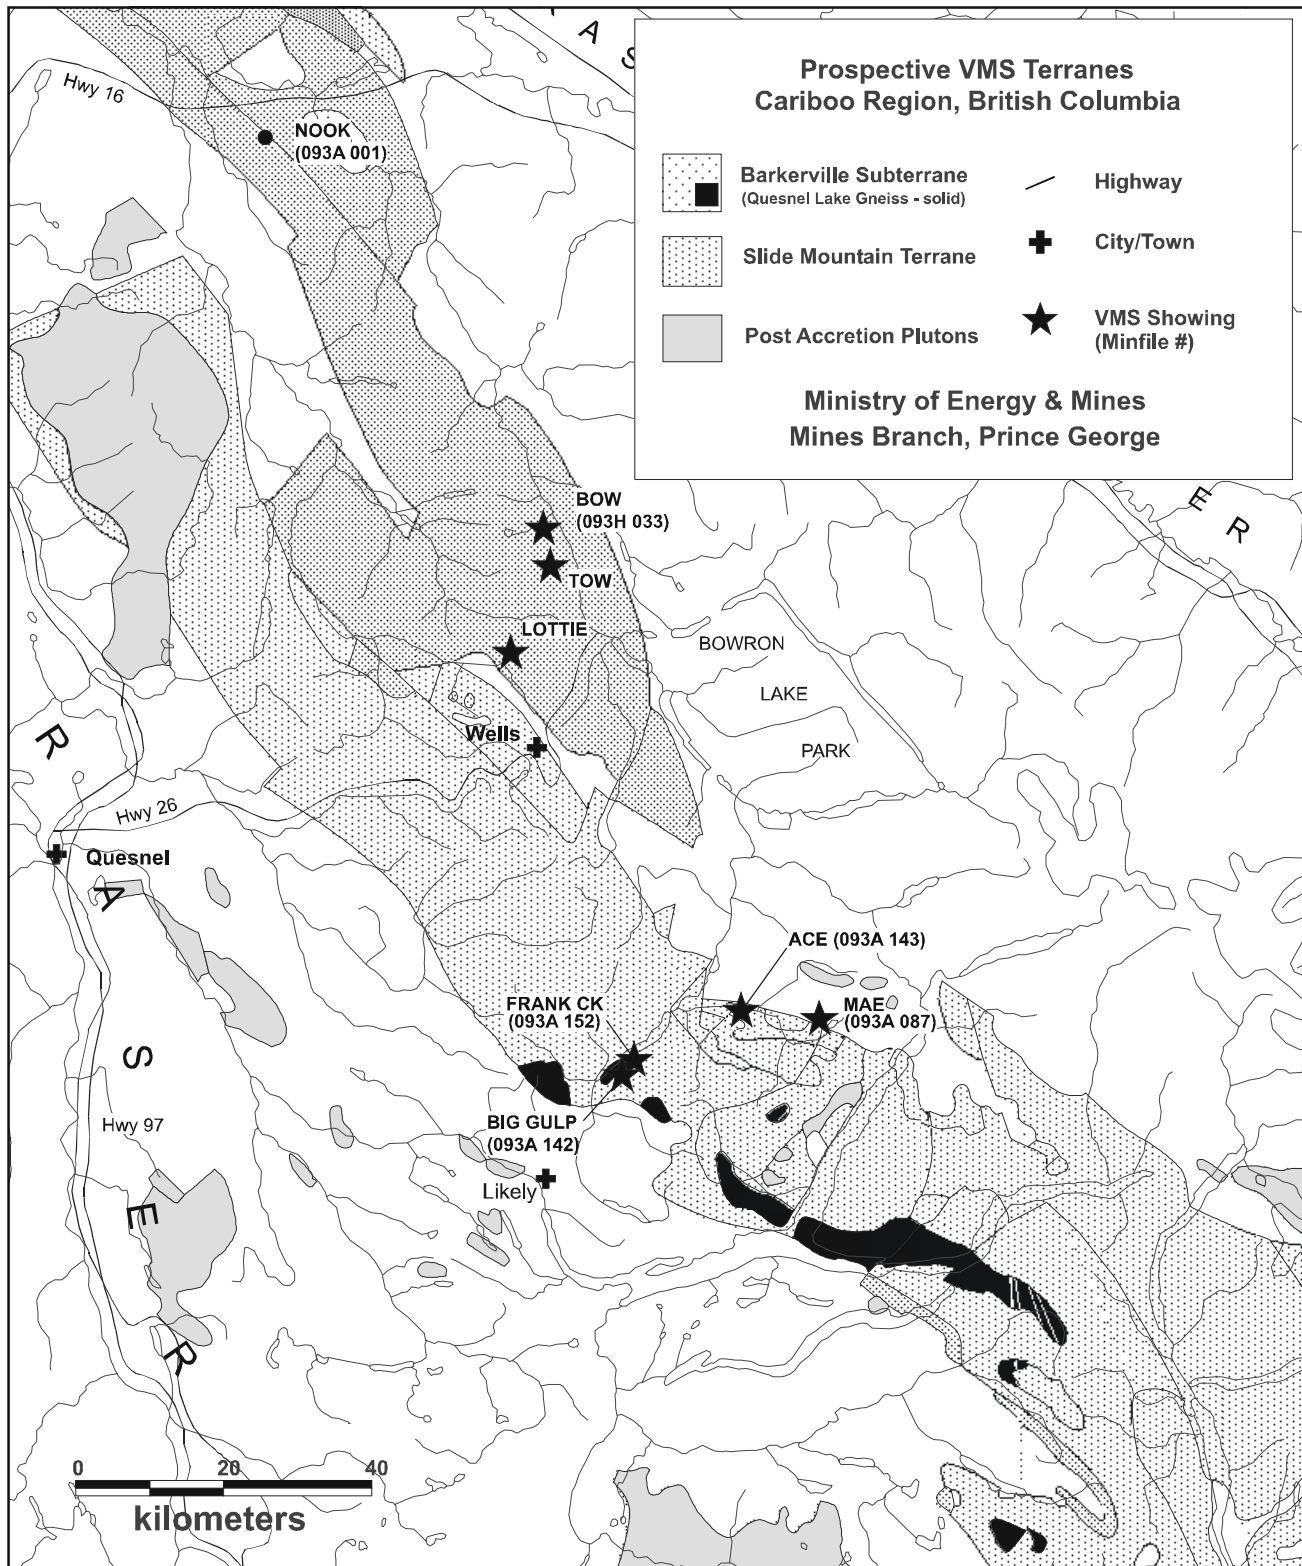 Prospective VMS Terranes
Cariboo Region, British Columbia
Barkerville Subterrane
(Quesnel Lake Gneiss - solid)
Slide Mountain Terrane
Post Accretion Plutons
Highway
City/Town
VMS Showing
(Minfile #)
Ministry of Energy & Mines
Mines Branch, Prince George
A
S
E
R
Hwy 16
NOOK
(093A 001)
BOW
(093H 033)
TOW
LOTTIE
BOWRON
LAKE
PARK
Wells
R
A
S
E
R
Hwy 26
Quesnel
ACE (093A 143)
FRANK CK
(093A 152)
MAE
(093A 087)
BIG GULP
(093A 142)
Likely
Hwy 97
0 20 40
kilometers